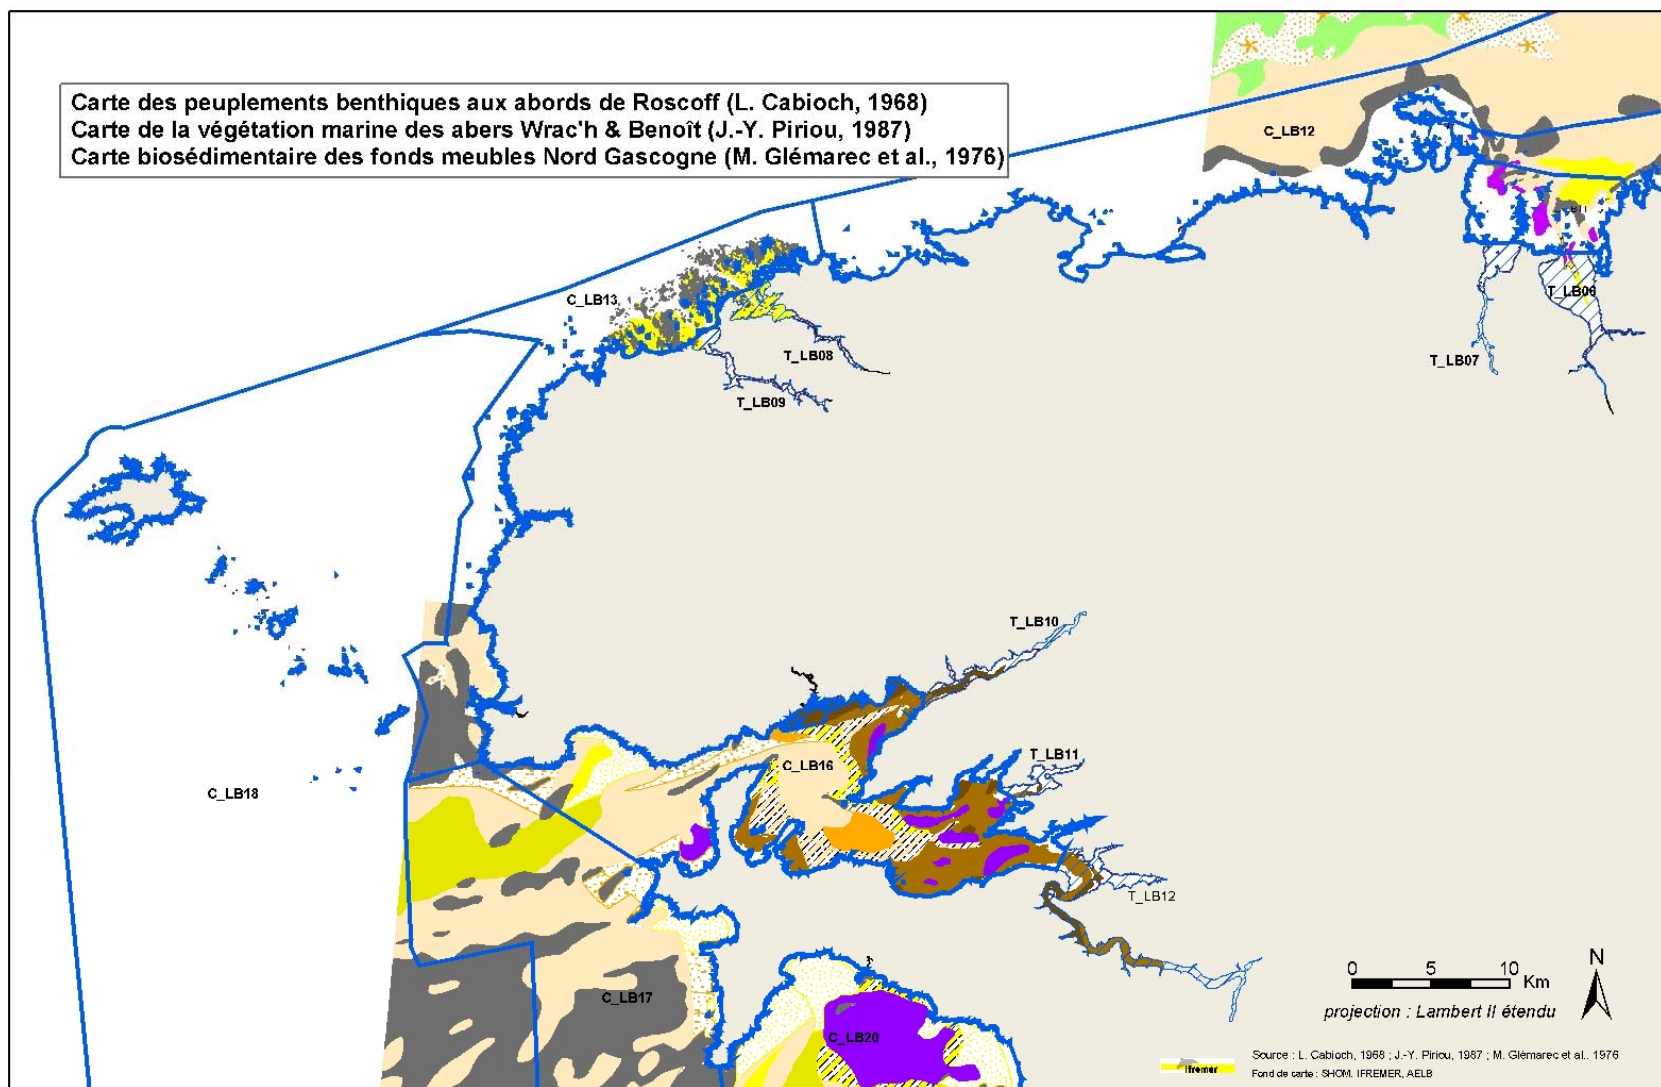 Carte des peuplements benthiques aux abords de Roscoff (L. Cabioch, 1968)
Carte de la végétation marine des abers Wrac'h & Benoît (J.-Y. Piriou, 1987)
Carte biosédimentaire des fonds meubles Nord Gascogne (M. Glémarec et al., 1976)
C_LB12
C_LB13
T_LB06
T_LB08
T_LB07
T_LB09
T_LB10
C_LB16
T_LB11
C_LB18
T_LB12
C_LB17
C_LB20
N
0 5 10
Km
projection : Lambert II étendu
Ifremer
Source : L. Cabioch, 1968 ; J.-Y. Piriou, 1987 ; M. Glémarec et al.. 1976
Fond de carte : SHOM. IFREMER, AELB